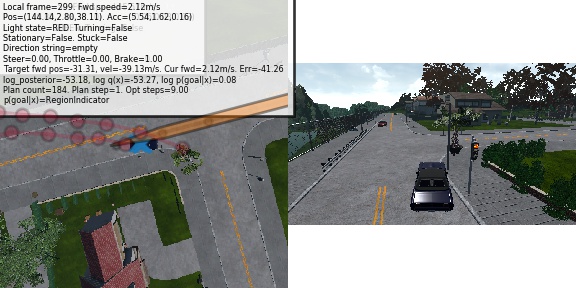 Local frame=299. Fwd speed=2.12m/s
Pos=(144.14,2.80,38.11). Acc=(5.54,1.62,0.16)
Light state=RED. Turning=False
Stationary=False. Stuck=False
Direction string=empty
Steer=0.00, Throttle=0.00, Brake=1.00
Target fwd pos=-31.31, vel=-39.13m/s. Cur fwd=2.12m/s. Err=-41.26
log_posterior=-53.18, log q(x)=-53.27, log p(goal|x)=0.08
Plan count=184. Plan step=1. Opt steps=9.00
p(goal|x)=RegionIndicator